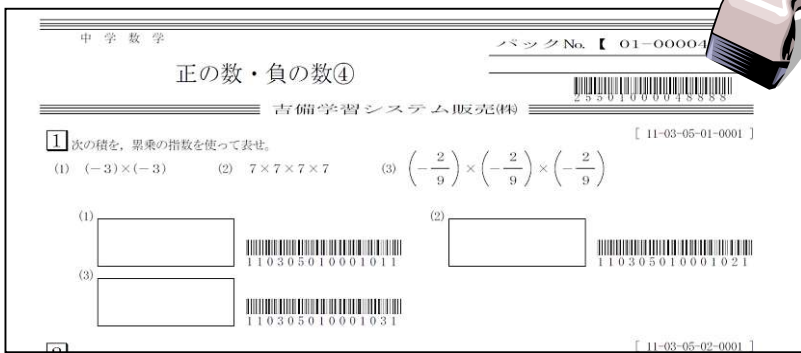 中学数学
パックNo.【 01-00004
正の数・負の数④
25501000048888
吉備学習システム販売㈱
[ 11-03-05-01-0001 ]
1 次の積を，累乗の指数を使って表せ。
(1) (−3)×(−3) (2) 7×7×7×7 (3) (−2/9)×(−2/9)×(−2/9)
(1) (2)
110305010001011 110305010001021
(3)
110305010001031
[ 11-03-05-02-0001 ]